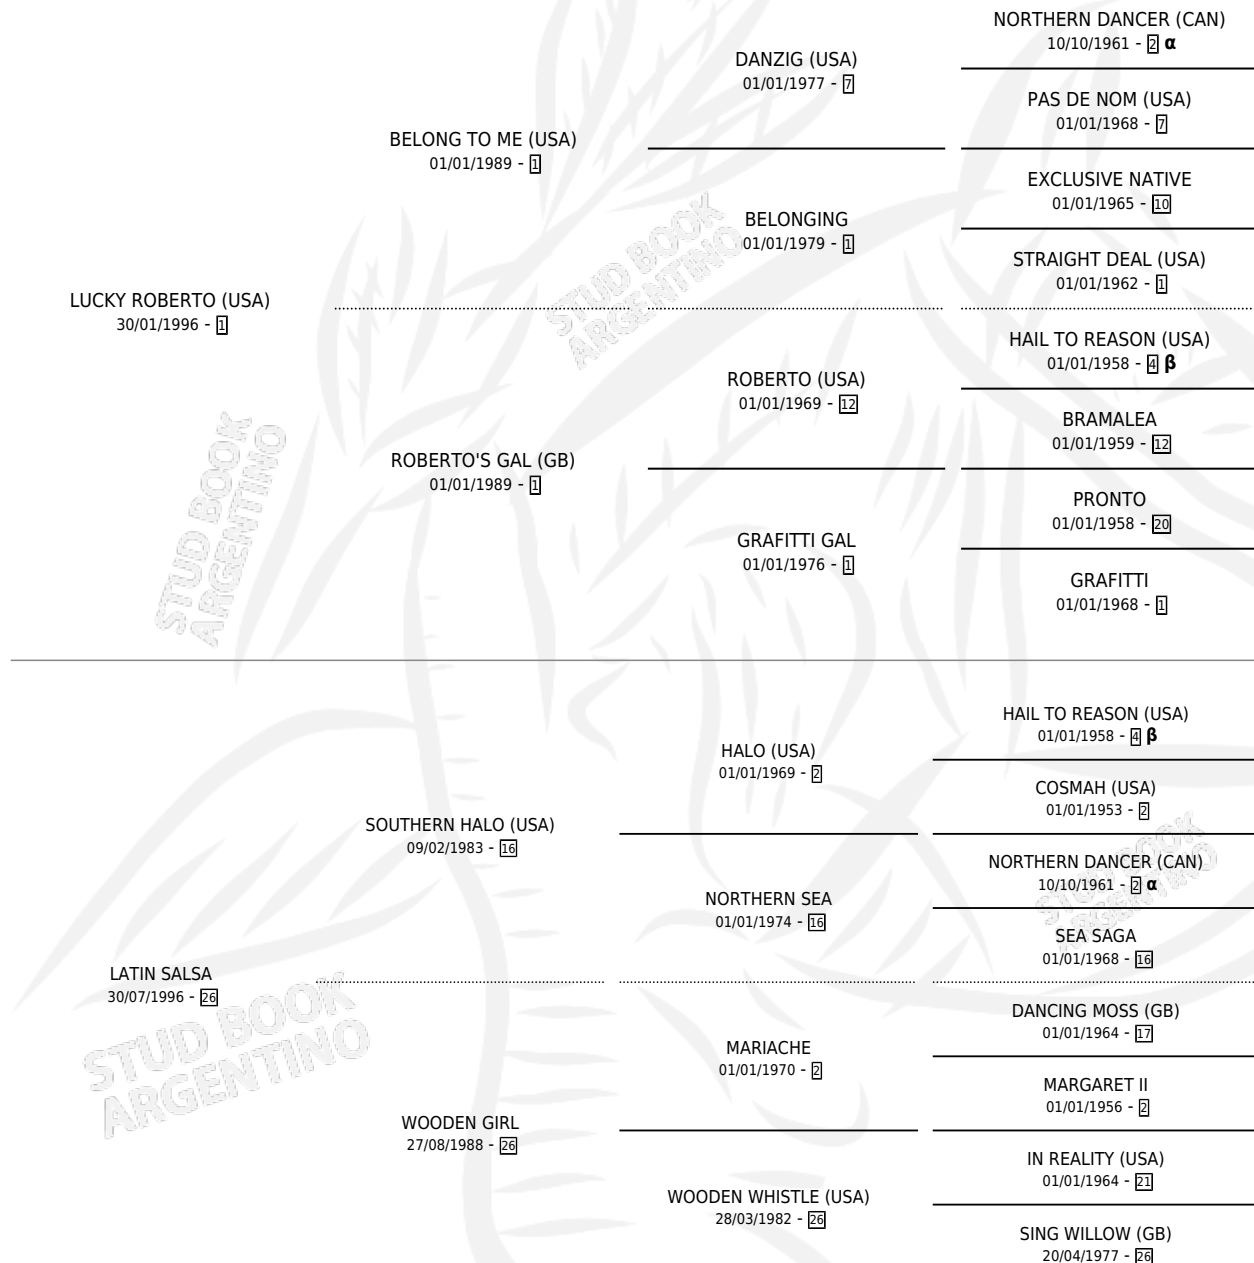 LUCKY ROBERTO (USA)
30/01/1996 - 1
BELONG TO ME (USA)
01/01/1989 - 1
DANZIG (USA)
01/01/1977 - 7
NORTHERN DANCER (CAN)
10/10/1961 - 2 α
PAS DE NOM (USA)
01/01/1968 - 7
BELONGING
01/01/1979 - 1
EXCLUSIVE NATIVE
01/01/1965 - 10
STRAIGHT DEAL (USA)
01/01/1962 - 1
ROBERTO'S GAL (GB)
01/01/1989 - 1
ROBERTO (USA)
01/01/1969 - 12
HAIL TO REASON (USA)
01/01/1958 - 4 β
BRAMALEA
01/01/1959 - 12
GRAFITTI GAL
01/01/1976 - 1
PRONTO
01/01/1958 - 20
GRAFITTI
01/01/1968 - 1
LATIN SALSA
30/07/1996 - 26
SOUTHERN HALO (USA)
09/02/1983 - 16
HALO (USA)
01/01/1969 - 2
HAIL TO REASON (USA)
01/01/1958 - 4 β
COSMAH (USA)
01/01/1953 - 2
NORTHERN SEA
01/01/1974 - 16
NORTHERN DANCER (CAN)
10/10/1961 - 2 α
SEA SAGA
01/01/1968 - 16
WOODEN GIRL
27/08/1988 - 26
MARIACHE
01/01/1970 - 2
DANCING MOSS (GB)
01/01/1964 - 17
MARGARET II
01/01/1956 - 2
WOODEN WHISTLE (USA)
28/03/1982 - 26
IN REALITY (USA)
01/01/1964 - 21
SING WILLOW (GB)
20/04/1977 - 26
STUD BOOK
ARGENTINO
STUD BOOK
ARGENTINO
STUD BOOK
ARGENTINO
STUD BOOK
ARGENTINO